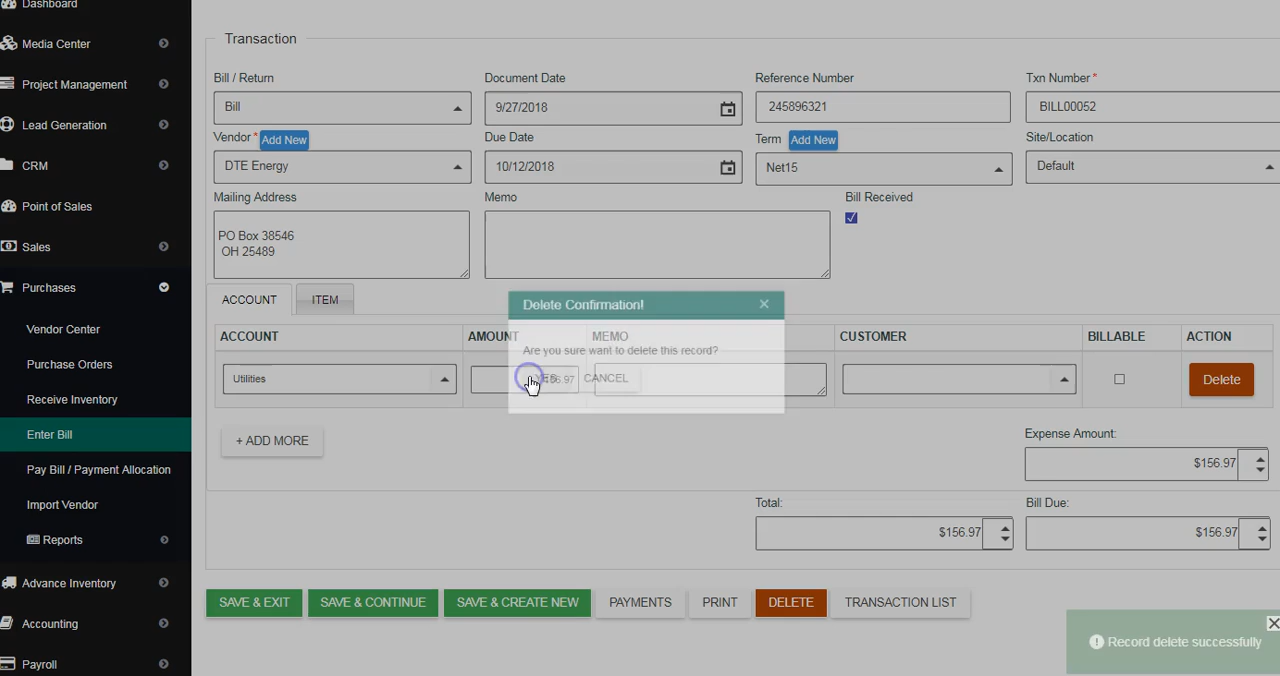 Dashboard
Media Center
Project Management
Lead Generation
CRM
Point of Sales
Sales
Purchases
Vendor Center
Purchase Orders
Receive Inventory
Enter Bill
Pay Bill / Payment Allocation
Import Vendor
Reports
Advance Inventory
Accounting
Payroll
Transaction
Bill / Return
Document Date
Reference Number
Txn Number*
Bill
9/27/2018
245896321
BILL00052
Vendor* Add New
Due Date
Term Add New
Site/Location
DTE Energy
10/12/2018
Net15
Default
Mailing Address
Memo
Bill Received
PO Box 38546
OH 25489
ACCOUNT
ITEM
Delete Confirmation!
Are you sure want to delete this record?
YES
CANCEL
ACCOUNT
AMOUNT
MEMO
CUSTOMER
BILLABLE
ACTION
Utilities
Delete
+ ADD MORE
Expense Amount:
$156.97
Total:
Bill Due:
$156.97
$156.97
SAVE & EXIT
SAVE & CONTINUE
SAVE & CREATE NEW
PAYMENTS
PRINT
DELETE
TRANSACTION LIST
Record delete successfully